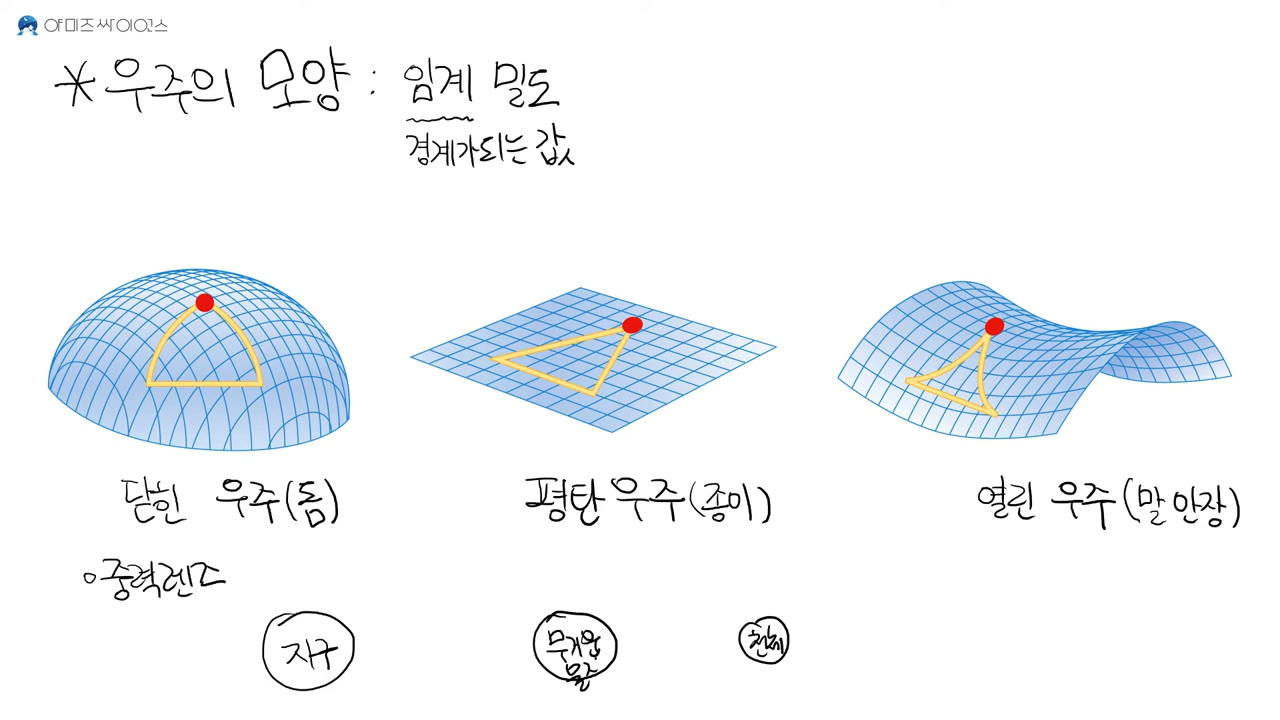 야미즈 싸이언스
*우주의 모양 : 임계 밀도
경계가되는 값
닫힌 우주(돔)
평탄 우주(종이)
열린 우주(말 안장)
○중력렌즈
지구
무거운
물준
천체